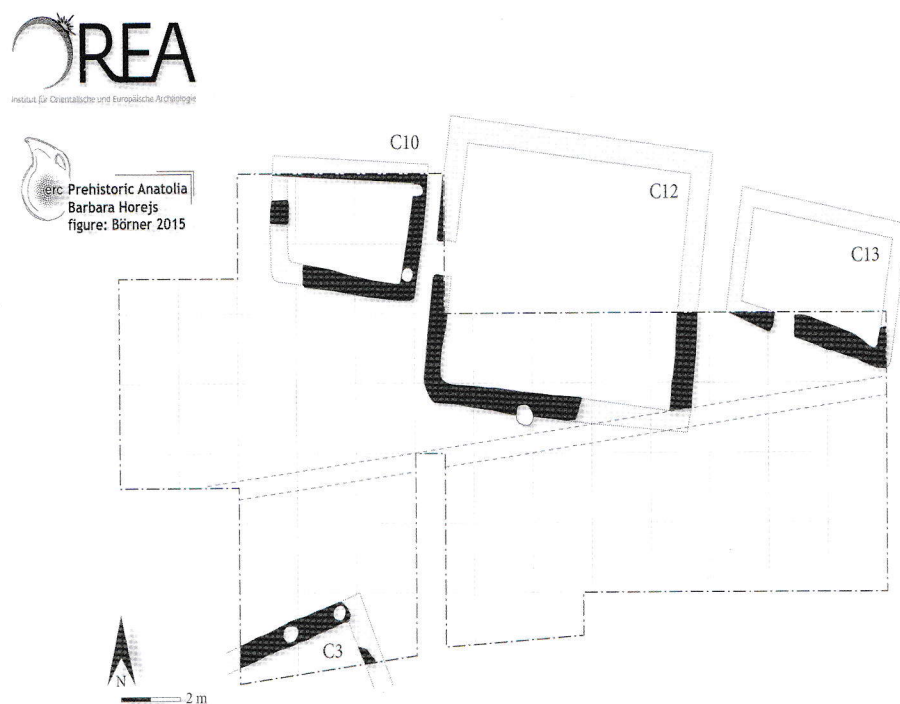 OREA
Institut für Orientalische und Europäische Archäologie
erc Prehistoric Anatolia
Barbara Horejs
figure: Börner 2015
C10
C12
C13
C3
N
2 m